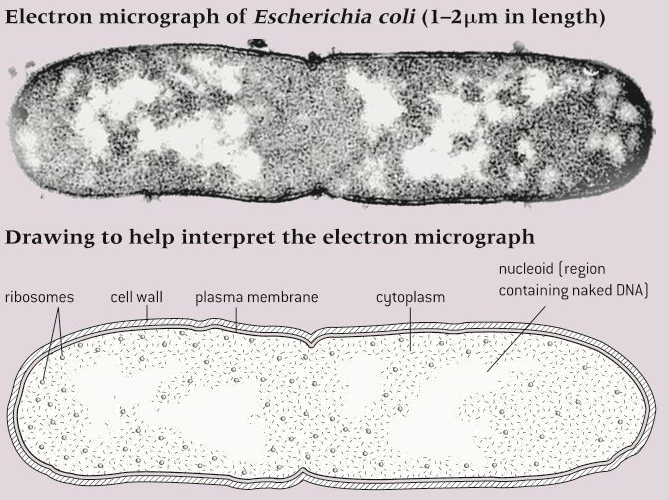 Electron micrograph of Escherichia coli (1–2μm in length)
Drawing to help interpret the electron micrograph
nucleoid (region
containing naked DNA)
ribosomes
cell wall
plasma membrane
cytoplasm